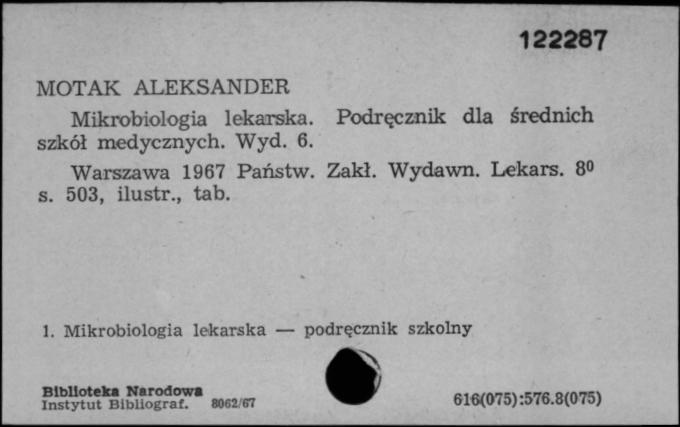 122287
MOTAK ALEKSANDER
Mikrobiologia lekarska. Podręcznik dla średnich
szkół medycznych. Wyd. 6.
Warszawa 1967 Państw. Zakł. Wydawn. Lekars. 8⁰
s. 503, ilustr., tab.
1. Mikrobiologia lekarska — podręcznik szkolny
Biblioteka Narodowa
Instytut Bibliograf. 8062/67
616(075):576.8(075)